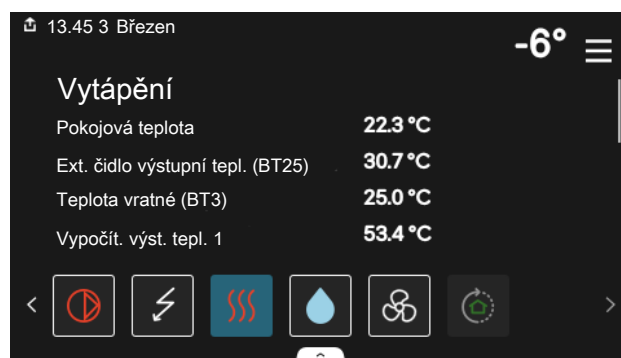 13.45 3 Březen
-6°
Vytápění
Pokojová teplota 22.3 °C
Ext. čidlo výstupní tepl. (BT25) 30.7 °C
Teplota vratné (BT3) 25.0 °C
Vypočít. výst. tepl. 1 53.4 °C